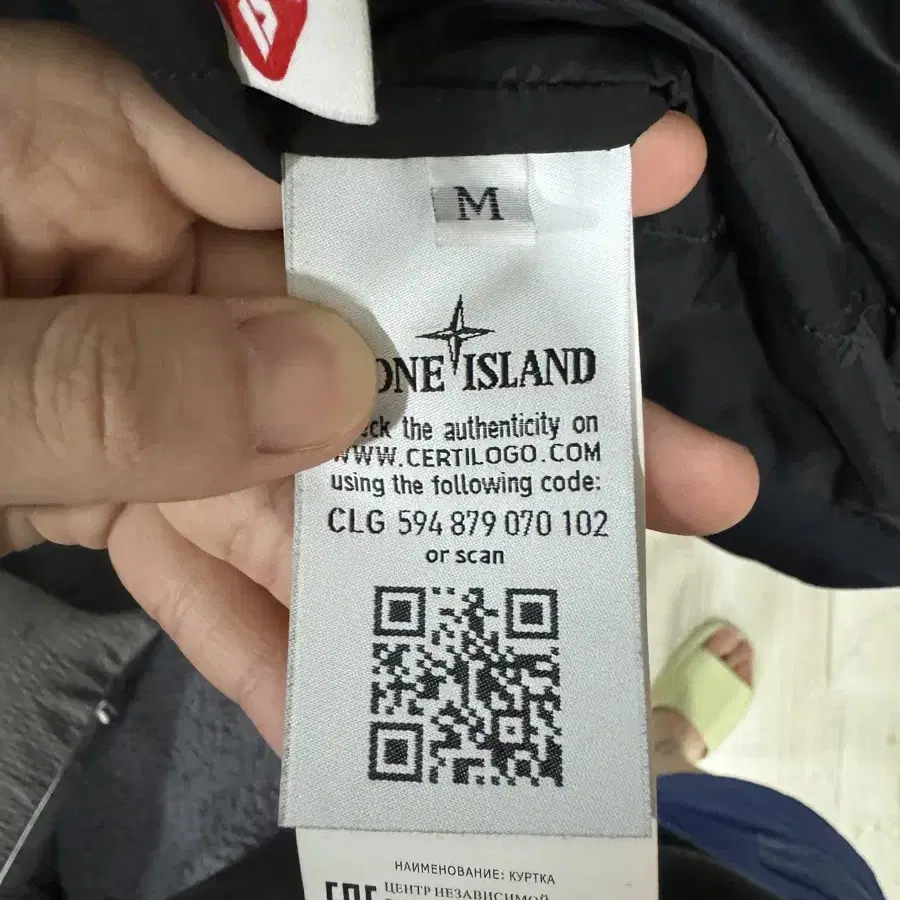 M
ONE ISLAND
ck the authenticity on
WWW.CERTILOGO.COM
using the following code:
CLG 594 879 070 102
or scan
НАИМЕНОВАНИЕ: КУРТКА
ЦЕНТР НЕЗАВИСИМОЙ